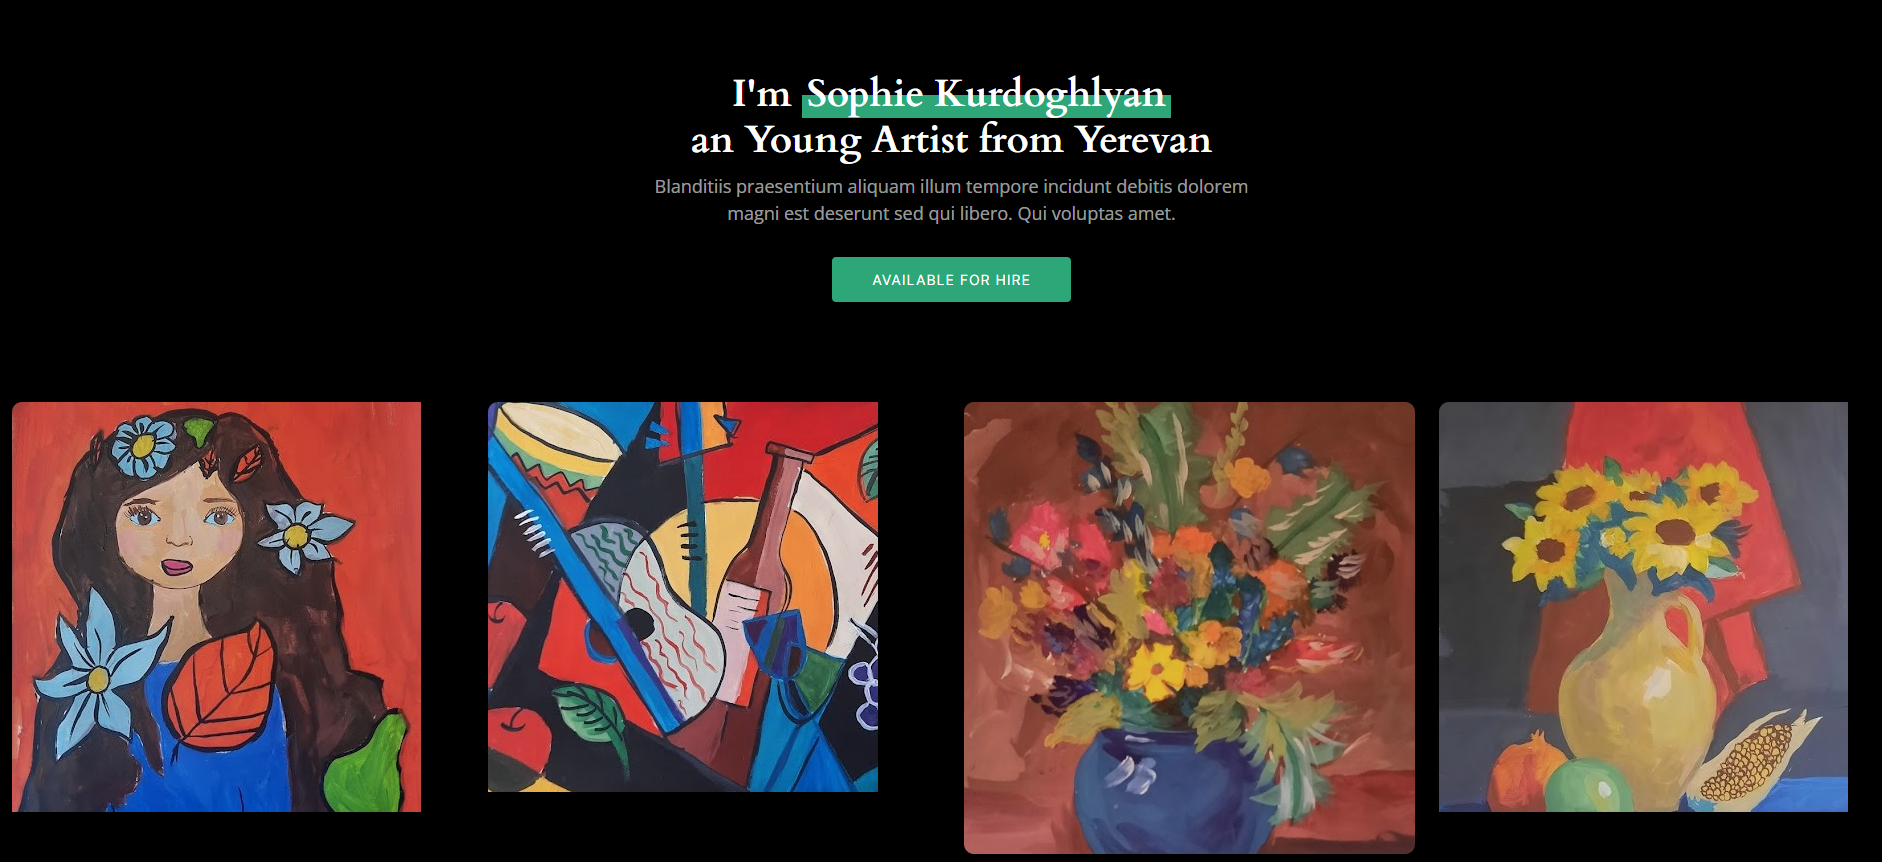 I'm Sophie Kurdoghlyan
an Young Artist from Yerevan
Blanditiis praesentium aliquam illum tempore incidunt debitis dolorem
magni est deserunt sed qui libero. Qui voluptas amet.
AVAILABLE FOR HIRE